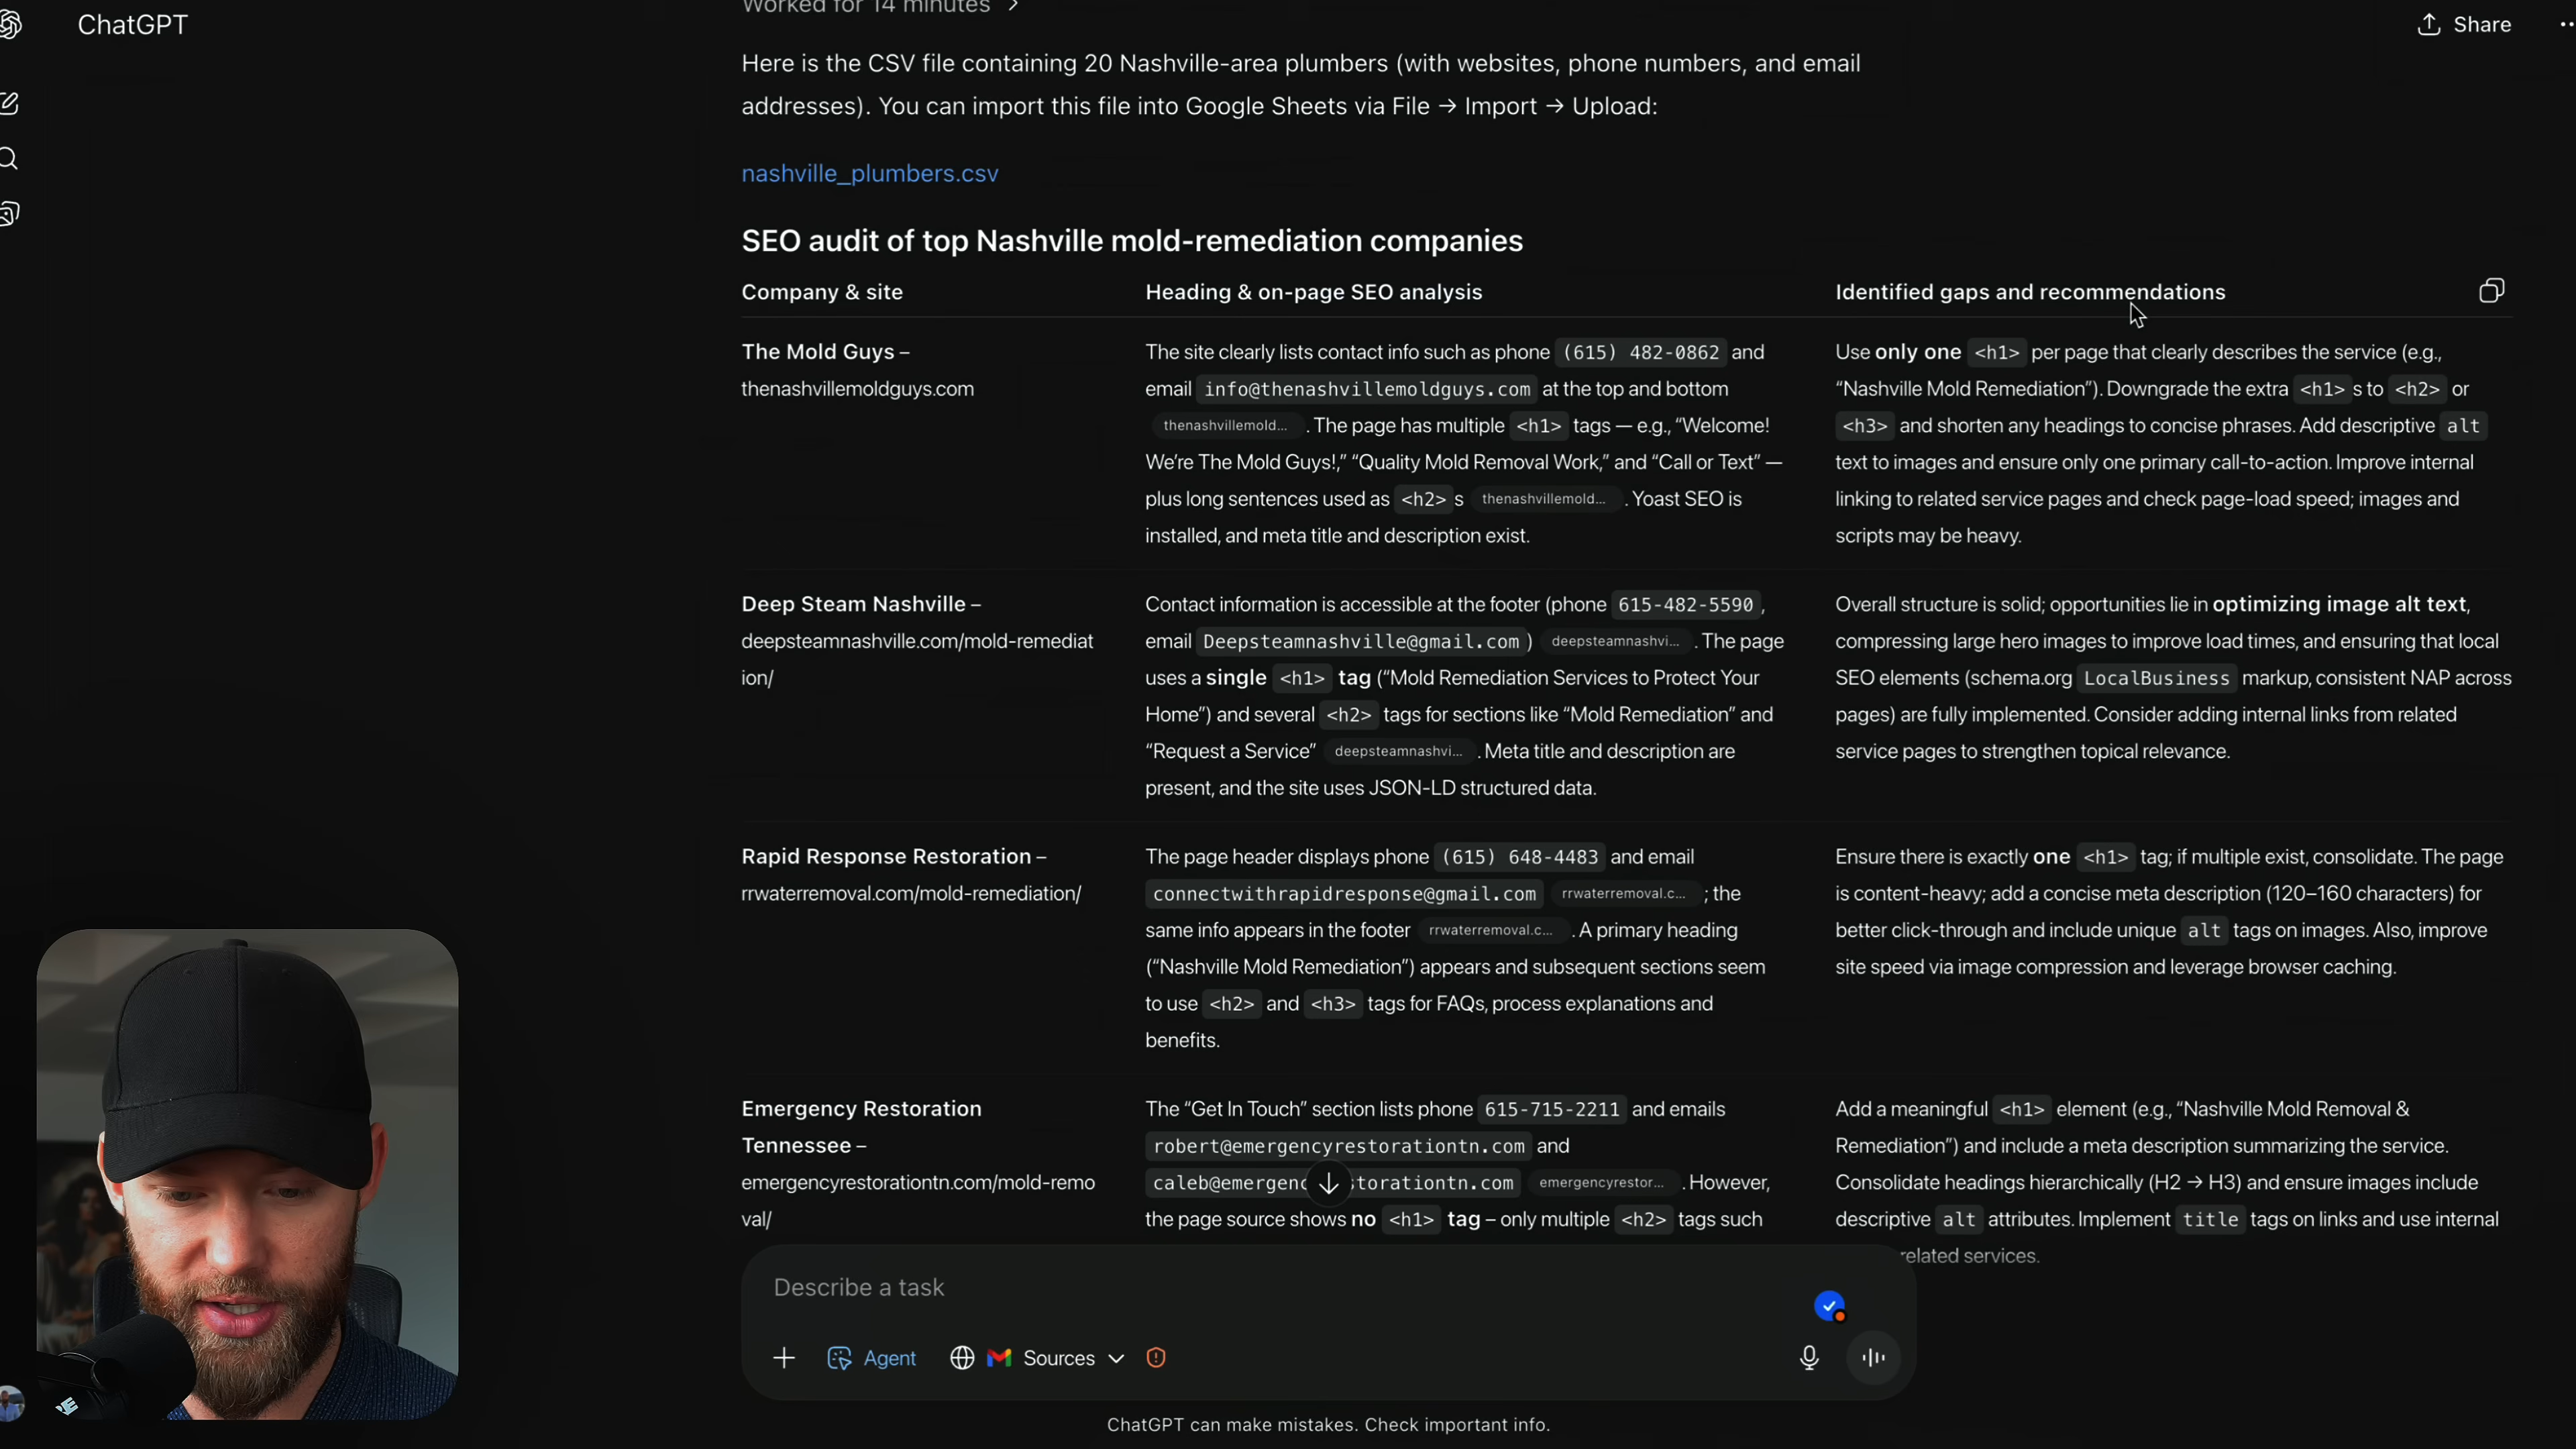 ChatGPT
Share
Worked for 14 minutes
Here is the CSV file containing 20 Nashville-area plumbers (with websites, phone numbers, and email
addresses). You can import this file into Google Sheets via File → Import → Upload:
nashville_plumbers.csv
SEO audit of top Nashville mold-remediation companies
Company & site
Heading & on-page SEO analysis
Identified gaps and recommendations
The Mold Guys –
thenashvillemoldguys.com
The site clearly lists contact info such as phone (615) 482-0862 and
email info@thenashvillemoldguys.com at the top and bottom
thenashvillemold... . The page has multiple <h1> tags — e.g., “Welcome!
We’re The Mold Guys!,” “Quality Mold Removal Work,” and “Call or Text” —
plus long sentences used as <h2> s thenashvillemold... . Yoast SEO is
installed, and meta title and description exist.
Use only one <h1> per page that clearly describes the service (e.g.,
“Nashville Mold Remediation”). Downgrade the extra <h1> s to <h2> or
<h3> and shorten any headings to concise phrases. Add descriptive alt
text to images and ensure only one primary call-to-action. Improve internal
linking to related service pages and check page-load speed; images and
scripts may be heavy.
Deep Steam Nashville –
deepsteamnashville.com/mold-remediat
ion/
Contact information is accessible at the footer (phone 615-482-5590 ,
email Deepsteamnashville@gmail.com ) deepsteamnashvi... . The page
uses a single <h1> tag (“Mold Remediation Services to Protect Your
Home”) and several <h2> tags for sections like “Mold Remediation” and
“Request a Service” deepsteamnashvi... . Meta title and description are
present, and the site uses JSON-LD structured data.
Overall structure is solid; opportunities lie in optimizing image alt text,
compressing large hero images to improve load times, and ensuring that local
SEO elements (schema.org LocalBusiness markup, consistent NAP across
pages) are fully implemented. Consider adding internal links from related
service pages to strengthen topical relevance.
Rapid Response Restoration –
rrwaterremoval.com/mold-remediation/
The page header displays phone (615) 648-4483 and email
connectwithrapidresponse@gmail.com rrwaterremoval.c... ; the
same info appears in the footer rrwaterremoval.c... . A primary heading
(“Nashville Mold Remediation”) appears and subsequent sections seem
to use <h2> and <h3> tags for FAQs, process explanations and
benefits.
Ensure there is exactly one <h1> tag; if multiple exist, consolidate. The page
is content-heavy; add a concise meta description (120–160 characters) for
better click-through and include unique alt tags on images. Also, improve
site speed via image compression and leverage browser caching.
Emergency Restoration
Tennessee –
emergencyrestorationtn.com/mold-remo
val/
The “Get In Touch” section lists phone 615-715-2211 and emails
robert@emergencyrestorationtn.com and
emergencyrestor... . However,
the page source shows no <h1> tag – only multiple <h2> tags such
Add a meaningful <h1> element (e.g., “Nashville Mold Removal &
Remediation”) and include a meta description summarizing the service.
Consolidate headings hierarchically (H2 → H3) and ensure images include
descriptive alt attributes. Implement title tags on links and use internal
related services.
Describe a task
Agent
Sources
ChatGPT can make mistakes. Check important info.